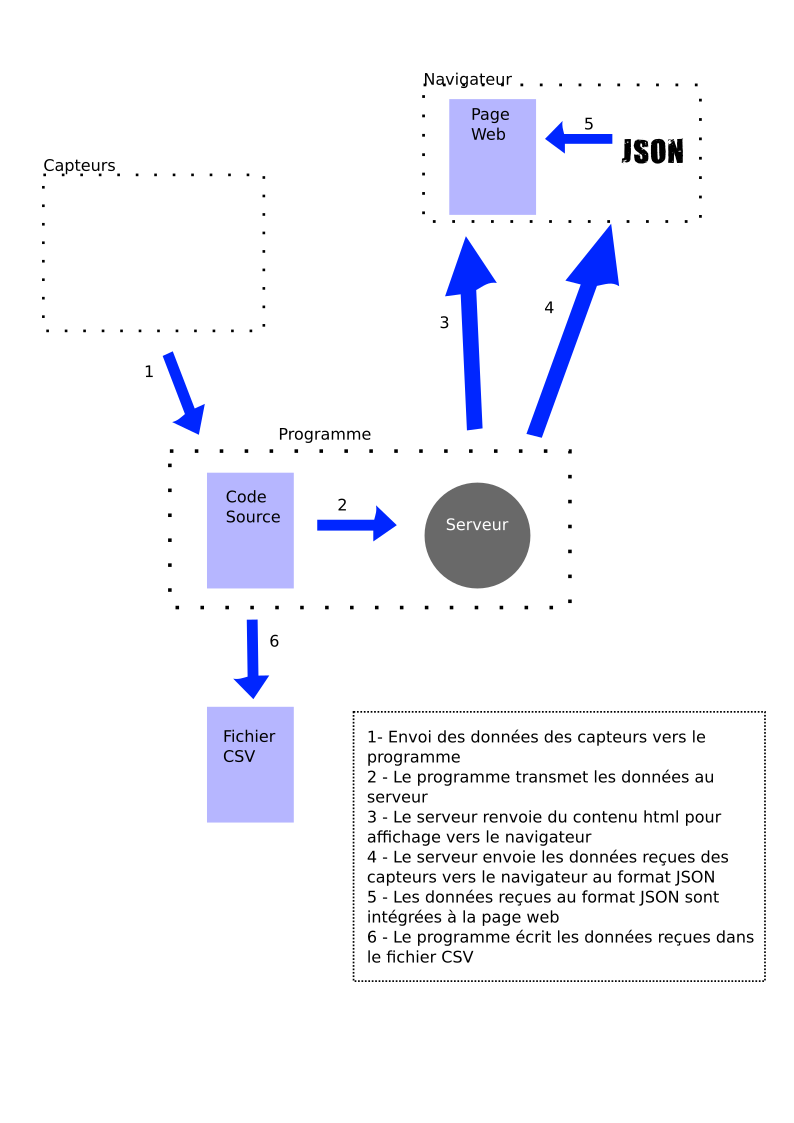 Navigateur
Page
Web
5
JSON
Capteurs
3
4
1
Programme
Code
Source
2
Serveur
6
Fichier
CSV
1- Envoi des données des capteurs vers le
programme
2 - Le programme transmet les données au
serveur
3 - Le serveur renvoie du contenu html pour
affichage vers le navigateur
4 - Le serveur envoie les données reçues des
capteurs vers le navigateur au format JSON
5 - Les données reçues au format JSON sont
intégrées à la page web
6 - Le programme écrit les données reçues dans
le fichier CSV